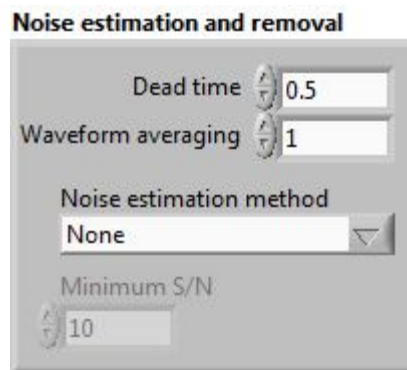 Noise estimation and removal
Dead time 0.5
Waveform averaging 1
Noise estimation method
None
Minimum S/N
10